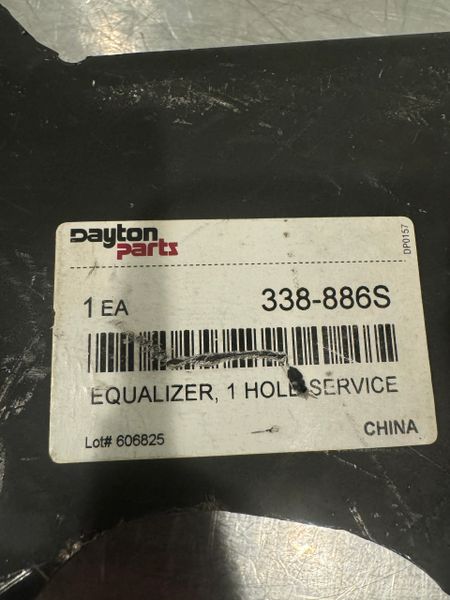 Dayton
parts
DP0157
1 EA
338-886S
EQUALIZER, 1 HOLE SERVICE
Lot# 606825
CHINA